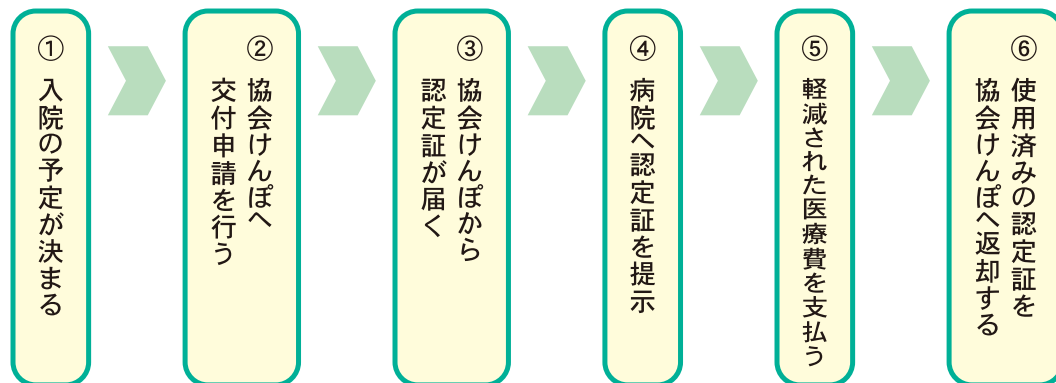 ①
入院の予定が決まる
②
協会けんぽへ
交付申請を行う
③
協会けんぽから
認定証が届く
④
病院へ認定証を提示
⑤
軽減された医療費を支払う
⑥
使用済みの認定証を
協会けんぽへ返却する